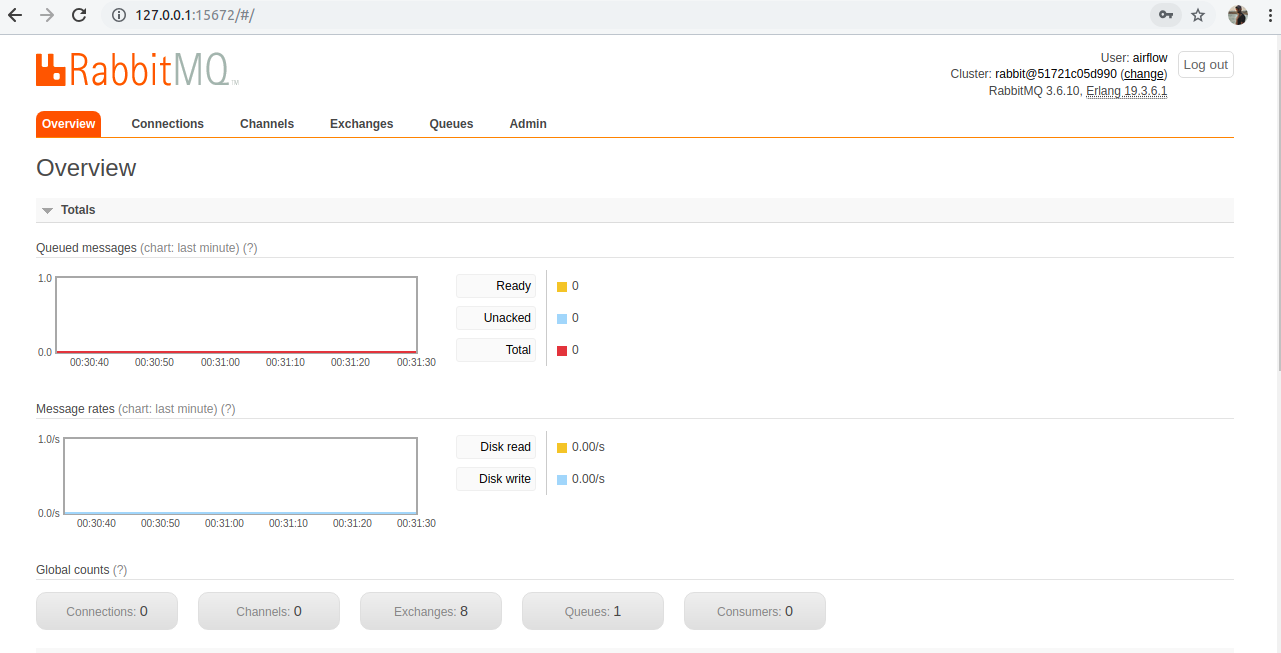 127.0.0.1:15672/#/
RabbitMQ™
User: airflow
Cluster: rabbit@51721c05d990 (change)
RabbitMQ 3.6.10, Erlang 19.3.6.1
Log out
Overview Connections Channels Exchanges Queues Admin
Overview
Totals
Queued messages (chart: last minute) (?)
1.0
0.0
00:30:40 00:30:50 00:31:00 00:31:10 00:31:20 00:31:30
Ready 0
Unacked 0
Total 0
Message rates (chart: last minute) (?)
1.0/s
0.0/s
00:30:40 00:30:50 00:31:00 00:31:10 00:31:20 00:31:30
Disk read 0.00/s
Disk write 0.00/s
Global counts (?)
Connections: 0 Channels: 0 Exchanges: 8 Queues: 1 Consumers: 0